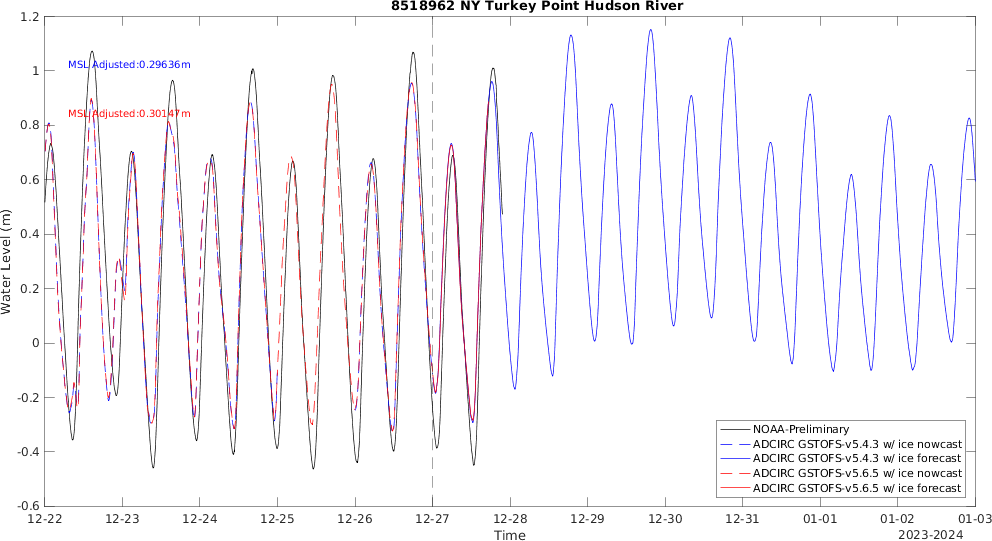 8518962 NY Turkey Point Hudson River
1.2
1
0.8
0.6
0.4
0.2
0
-0.2
-0.4
-0.6
Water Level (m)
MSL Adjusted:0.29636m
MSL Adjusted:0.30147m
NOAA-Preliminary
ADCIRC GSTOFS-v5.4.3 w/ ice nowcast
ADCIRC GSTOFS-v5.4.3 w/ ice forecast
ADCIRC GSTOFS-v5.6.5 w/ ice nowcast
ADCIRC GSTOFS-v5.6.5 w/ ice forecast
12-22 12-23 12-24 12-25 12-26 12-27 12-28 12-29 12-30 12-31 01-01 01-02 01-03
Time
2023-2024